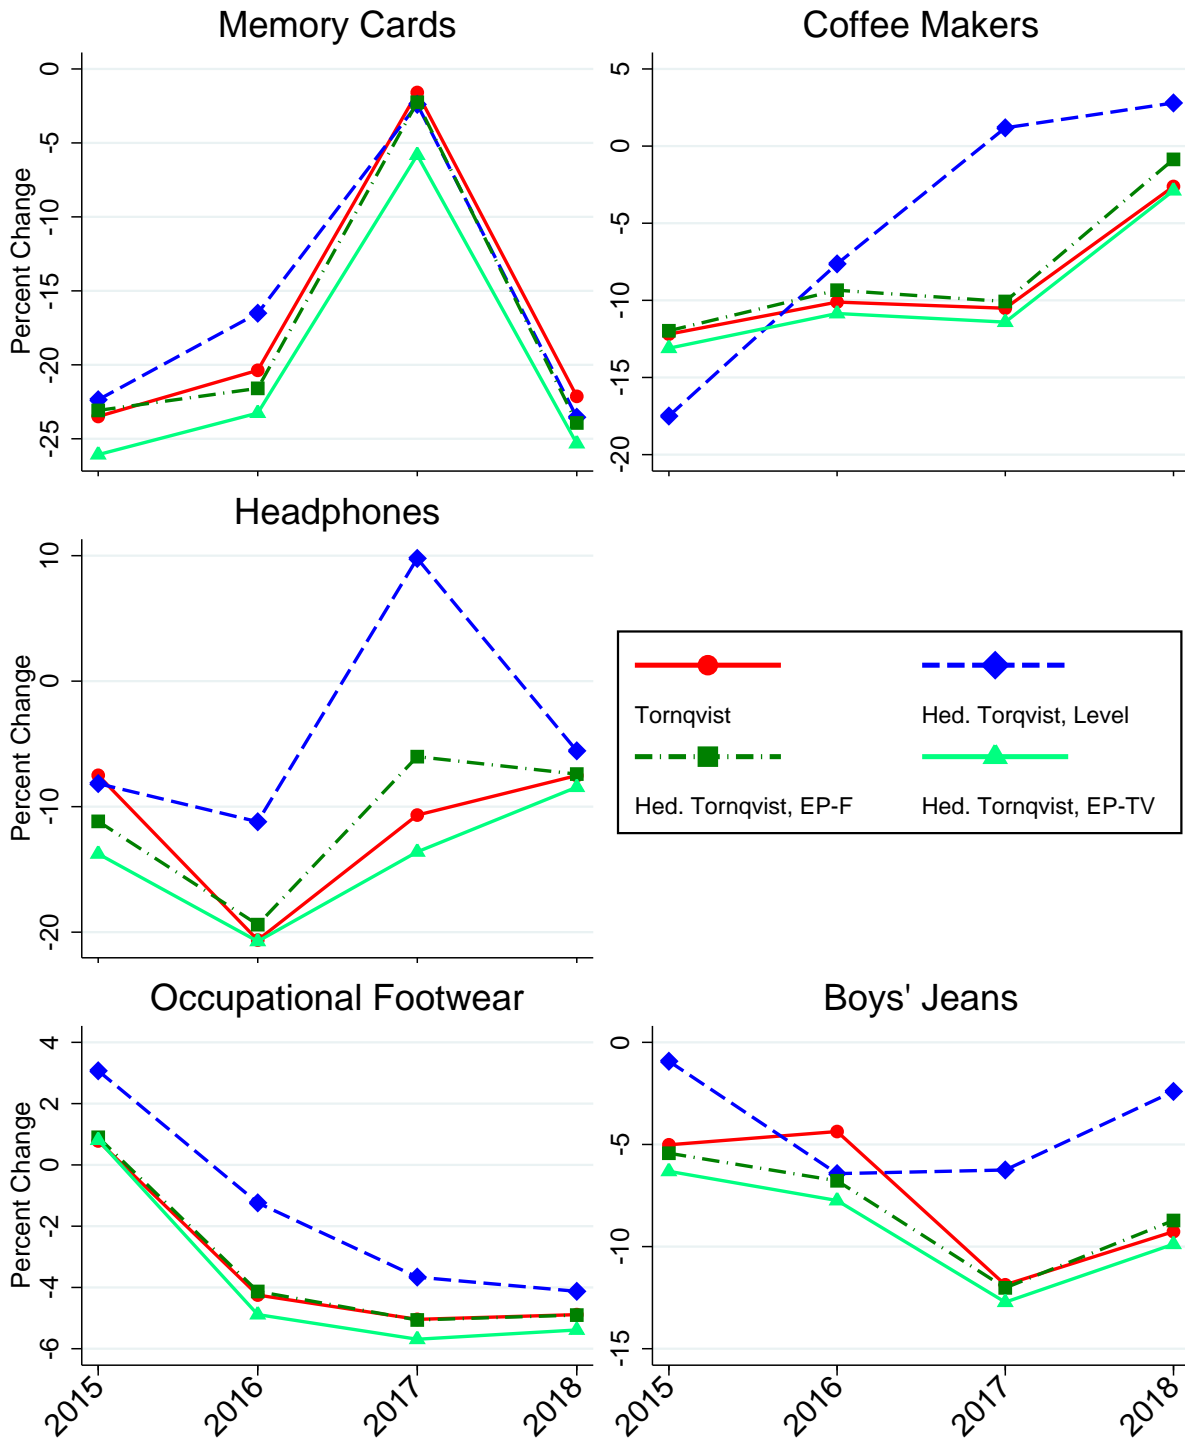 Memory Cards
Coffee Makers
Percent Change
0
-5
-10
-15
-20
-25
5
0
-5
-10
-15
-20
Headphones
Percent Change
10
0
-10
-20
Tornqvist
Hed. Torqvist, Level
Hed. Tornqvist, EP-F
Hed. Tornqvist, EP-TV
Occupational Footwear
Boys' Jeans
Percent Change
4
2
0
-2
-4
-6
0
-5
-10
-15
2015
2016
2017
2018
2015
2016
2017
2018